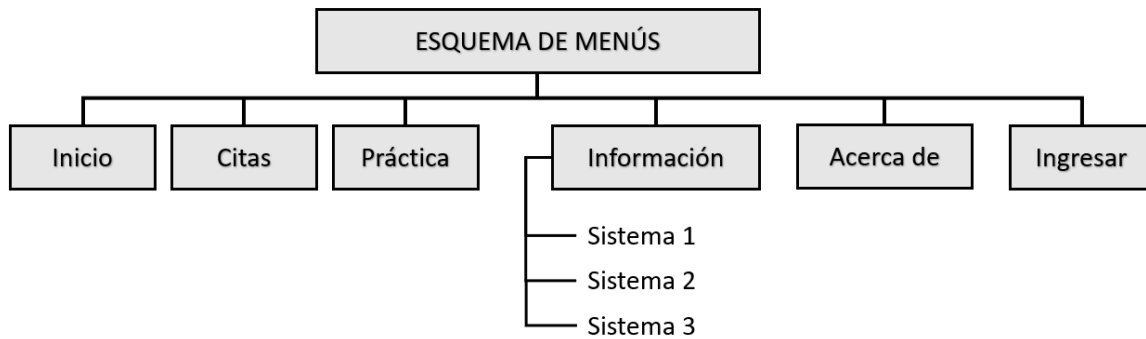 ESQUEMA DE MENÚS
Inicio
Citas
Práctica
Información
Acerca de
Ingresar
Sistema 1
Sistema 2
Sistema 3